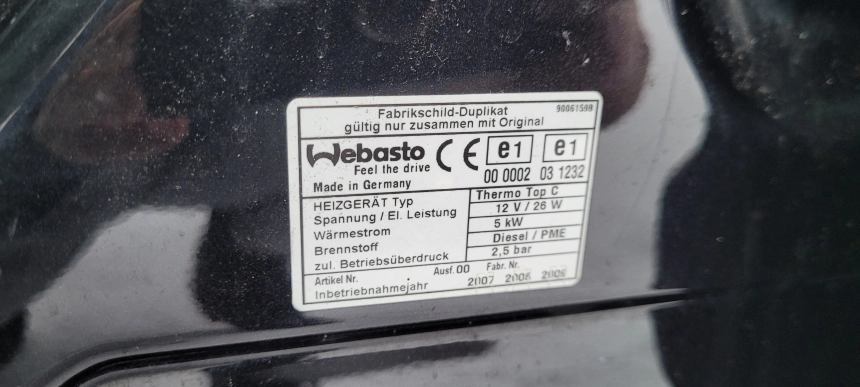 Fabrikschild-Duplikat
gültig nur zusammen mit Original
Webasto
Feel the drive
CE
e1 e1
00 0002 03 1232
Made in Germany
HEIZGERÄT Typ Thermo Top C
Spannung / El. Leistung 12 V / 26 W
Wärmestrom 5 kW
Brennstoff Diesel / PME
zul. Betriebsüberdruck 2,5 bar
Artikel Nr. Ausf. 00 Fabr. Nr.
Inbetriebnahmejahr 2007 2008 2009